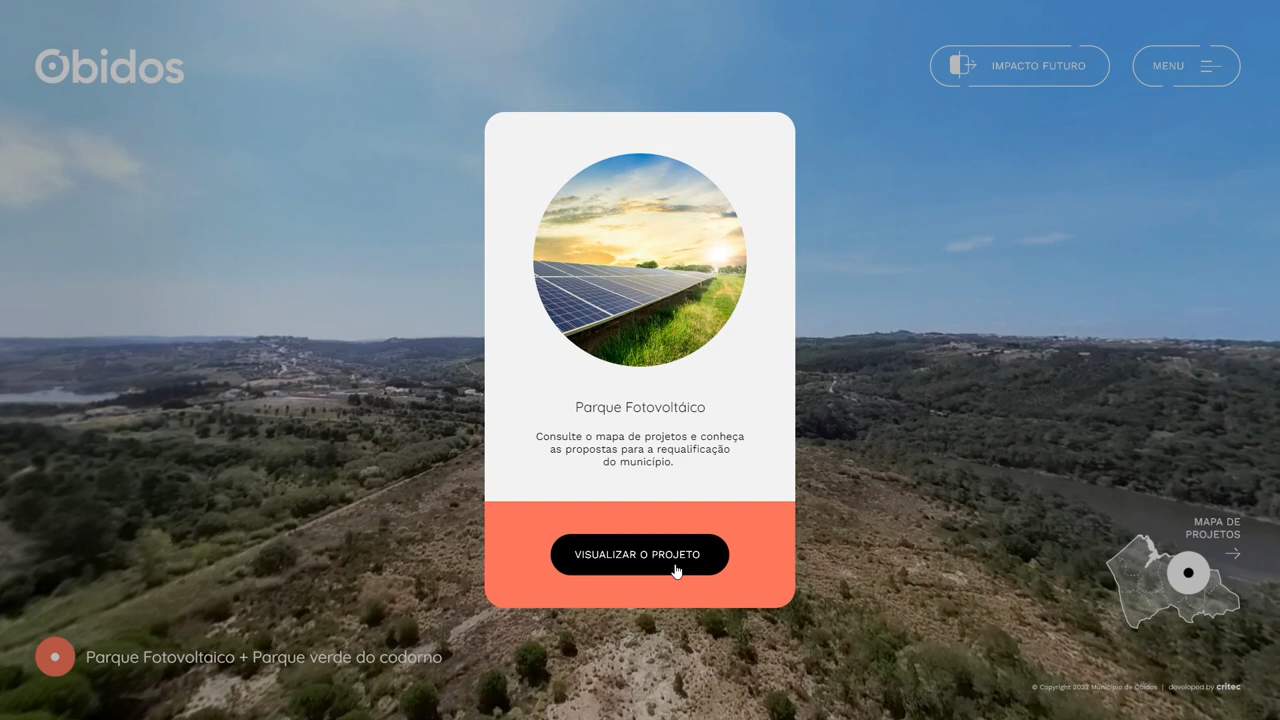 Óbidos
IMPACTO FUTURO
MENU
Parque Fotovoltáico
Consulte o mapa de projetos e conheça
as propostas para a requalificação
do município.
VISUALIZAR O PROJETO
MAPA DE
PROJETOS
Parque Fotovoltaico + Parque verde do codorno
© Copyright 2022 Município de Óbidos | developed by critec